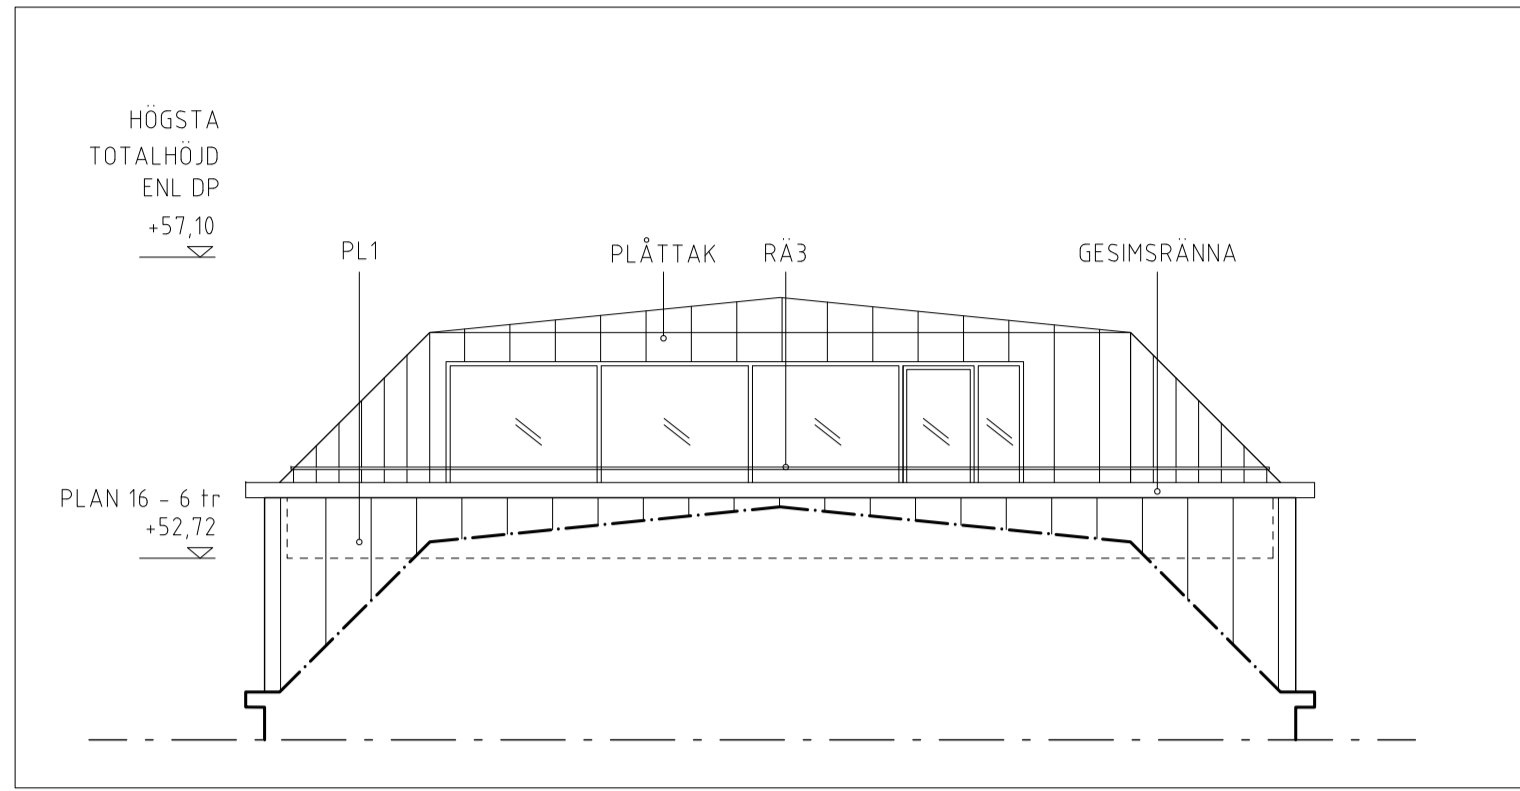 HÖGSTA
TOTALHÖJD
ENL DP
+57,10
PL1
PLÅTTAK
RÄ3
GESIMSRÄNNA
PLAN 16 - 6 tr
+52,72